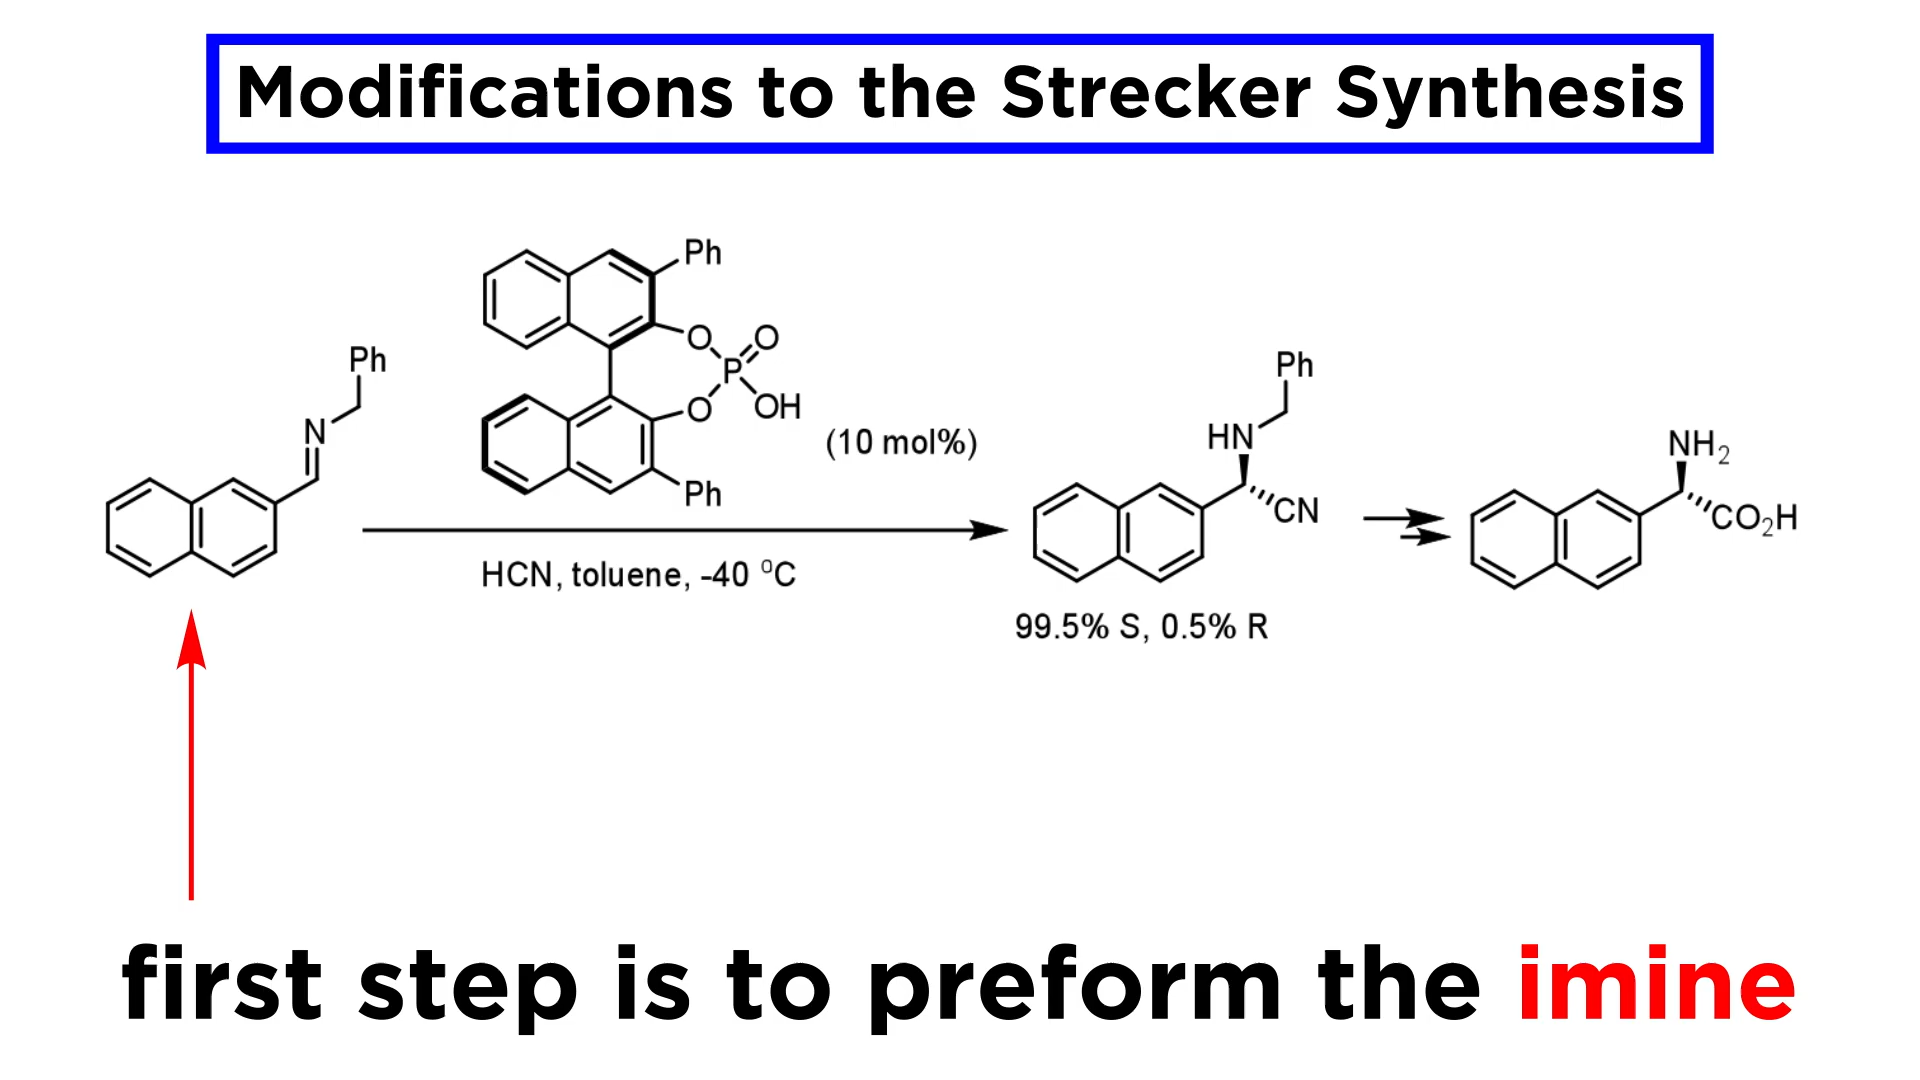 Modifications to the Strecker Synthesis
Ph
O
O
P
OH
O
Ph
(10 mol%)
HCN, toluene, -40 °C
Ph
N
Ph
HN
CN
99.5% S, 0.5% R
NH₂
CO₂H
first step is to preform the imine